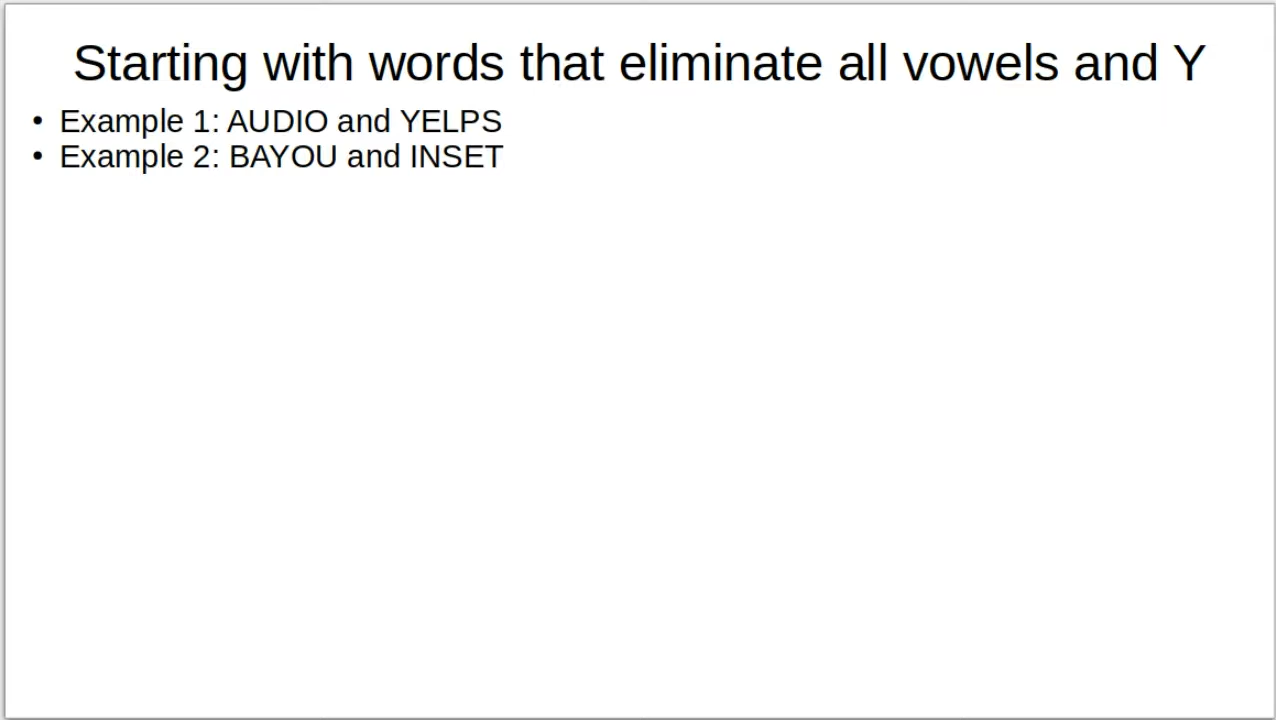 Starting with words that eliminate all vowels and Y
• Example 1: AUDIO and YELPS
• Example 2: BAYOU and INSET